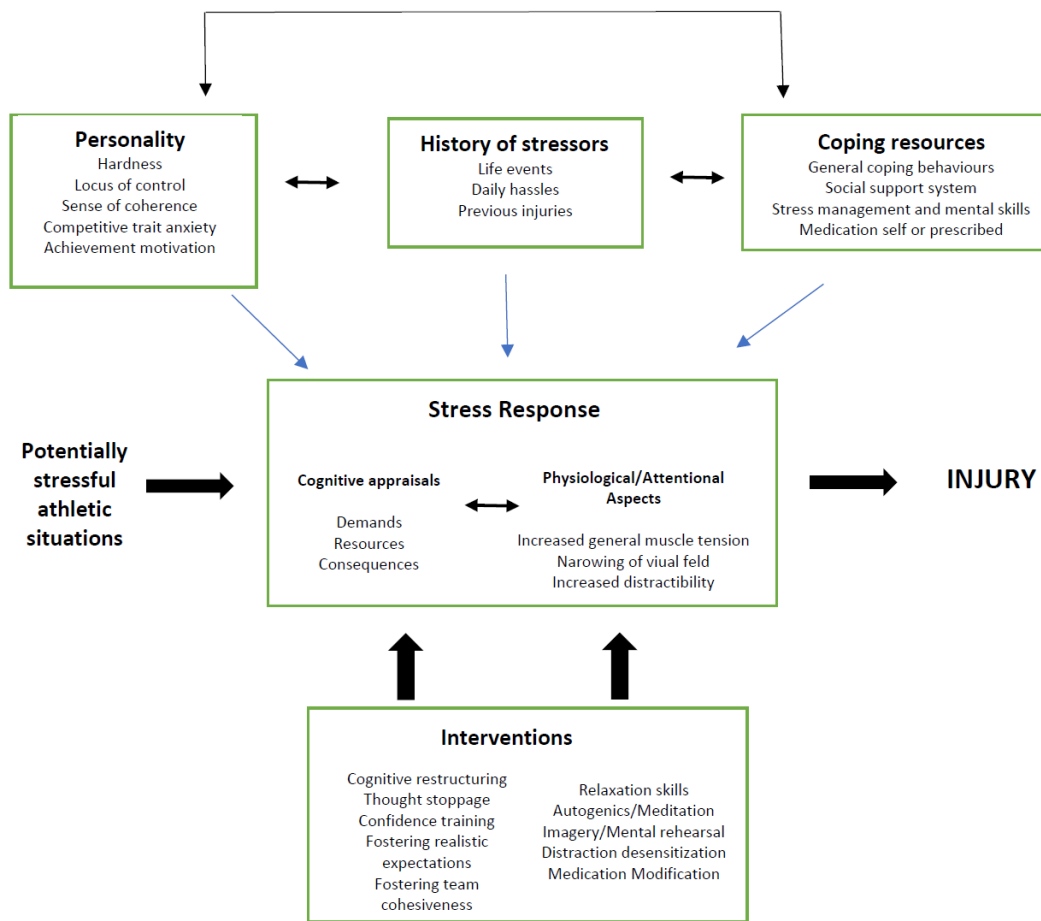 Personality
Hardness
Locus of control
Sense of coherence
Competitive trait anxiety
Achievement motivation
History of stressors
Life events
Daily hassles
Previous injuries
Coping resources
General coping behaviours
Social support system
Stress management and mental skills
Medication self or prescribed
Potentially
stressful
athletic
situations
Stress Response
Cognitive appraisals
Demands
Resources
Consequences
Physiological/Attentional
Aspects
Increased general muscle tension
Narowing of viual feld
Increased distractibility
INJURY
Interventions
Cognitive restructuring
Thought stoppage
Confidence training
Fostering realistic
expectations
Fostering team
cohesiveness
Relaxation skills
Autogenics/Meditation
Imagery/Mental rehearsal
Distraction desensitization
Medication Modification